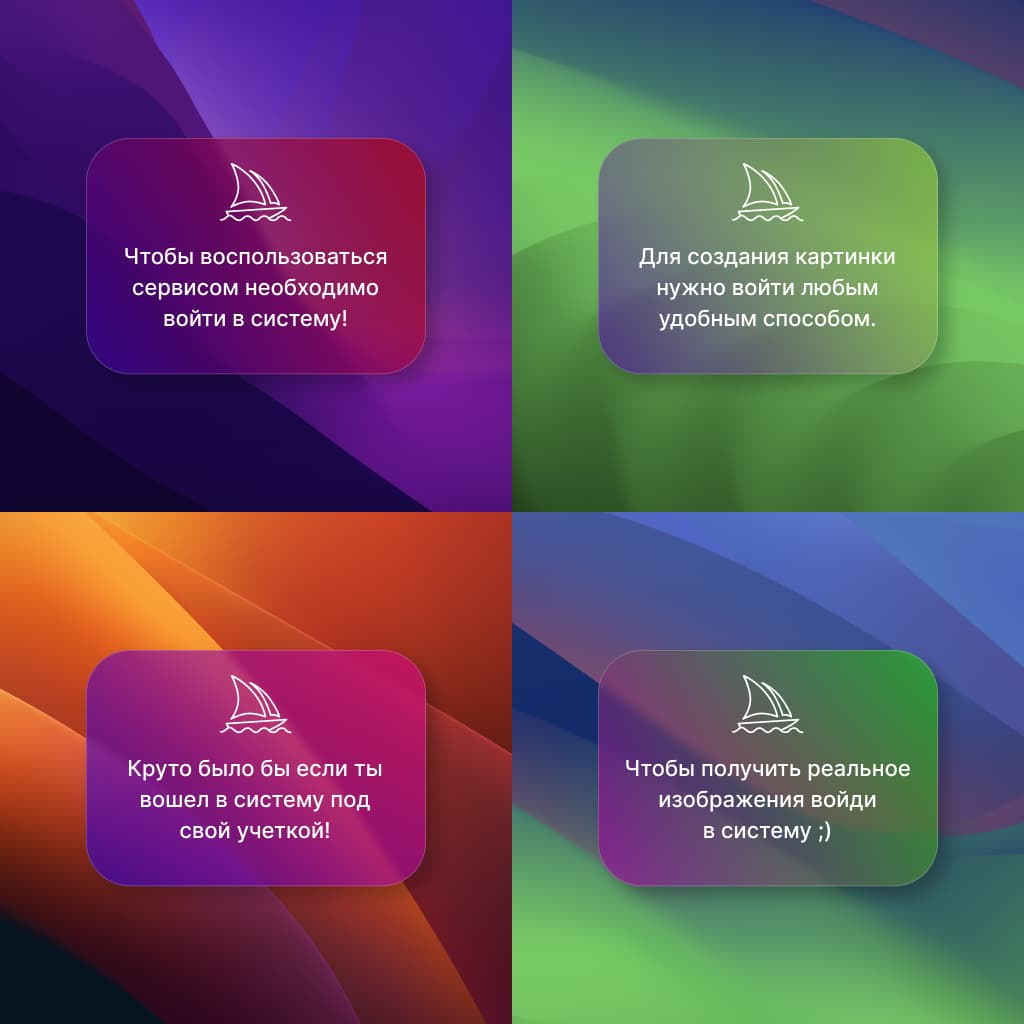 Чтобы воспользоваться
сервисом необходимо
войти в систему!
Для создания картинки
нужно войти любым
удобным способом.
Круто было бы если ты
вошел в систему под
свой учеткой!
Чтобы получить реальное
изображения войди
в систему ;)